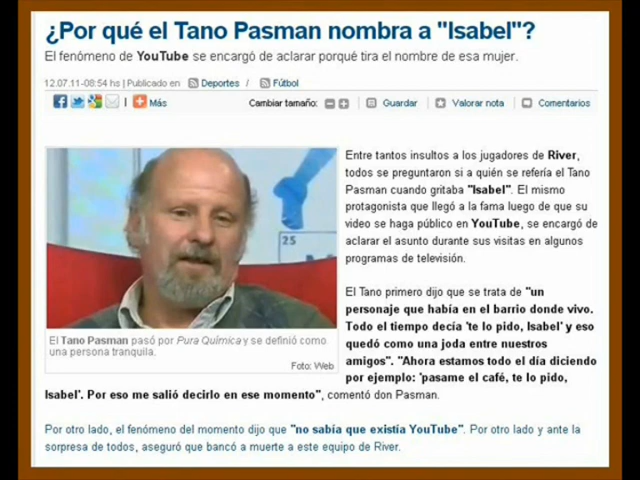 ¿Por qué el Tano Pasman nombra a "Isabel"?
El fenómeno de YouTube se encargó de aclarar porqué tira el nombre de esa mujer.
12.07.11-08:54 hs | Publicado en Deportes / Fútbol
| Más Cambiar tamaño: Guardar Valorar nota Comentarios
25
El Tano Pasman pasó por Pura Química y se definió como
una persona tranquila.
Foto: Web
Entre tantos insultos a los jugadores de River,
todos se preguntaron si a quién se refería el Tano
Pasman cuando gritaba "Isabel". El mismo
protagonista que llegó a la fama luego de que su
video se haga público en YouTube, se encargó de
aclarar el asunto durante sus visitas en algunos
programas de televisión.
El Tano primero dijo que se trata de "un
personaje que había en el barrio donde vivo.
Todo el tiempo decía 'te lo pido, Isabel' y eso
quedó como una joda entre nuestros
amigos". "Ahora estamos todo el día diciendo
por ejemplo: 'pasame el café, te lo pido,
Isabel'. Por eso me salió decirlo en ese momento", comentó don Pasman.
Por otro lado, el fenómeno del momento dijo que "no sabía que existía YouTube". Por otro lado y ante la
sorpresa de todos, aseguró que bancó a muerte a este equipo de River.